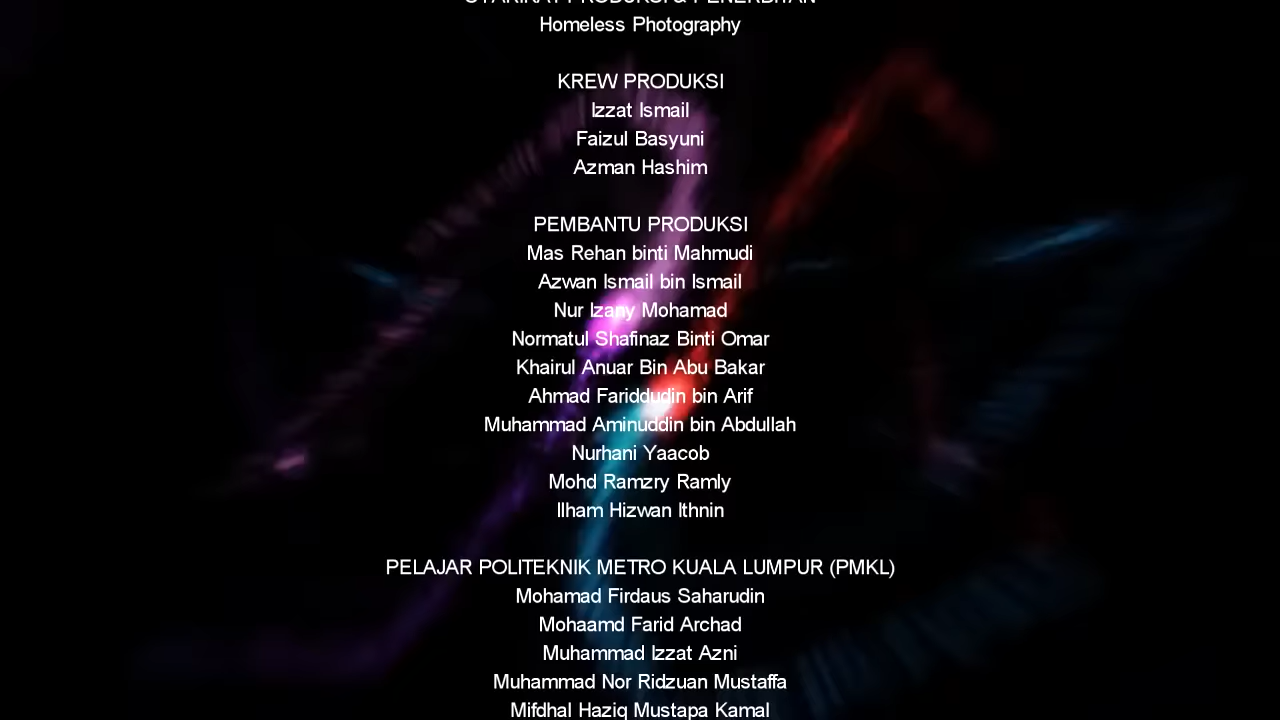 SYARIKAT PRODUKSI & PENERBITAN
Homeless Photography
KREW PRODUKSI
Izzat Ismail
Faizul Basyuni
Azman Hashim
PEMBANTU PRODUKSI
Mas Rehan binti Mahmudi
Azwan Ismail bin Ismail
Nur Izany Mohamad
Normatul Shafinaz Binti Omar
Khairul Anuar Bin Abu Bakar
Ahmad Fariddudin bin Arif
Muhammad Aminuddin bin Abdullah
Nurhani Yaacob
Mohd Ramzry Ramly
Ilham Hizwan Ithnin
PELAJAR POLITEKNIK METRO KUALA LUMPUR (PMKL)
Mohamad Firdaus Saharudin
Mohaamd Farid Archad
Muhammad Izzat Azni
Muhammad Nor Ridzuan Mustaffa
Mifdhal Haziq Mustapa Kamal